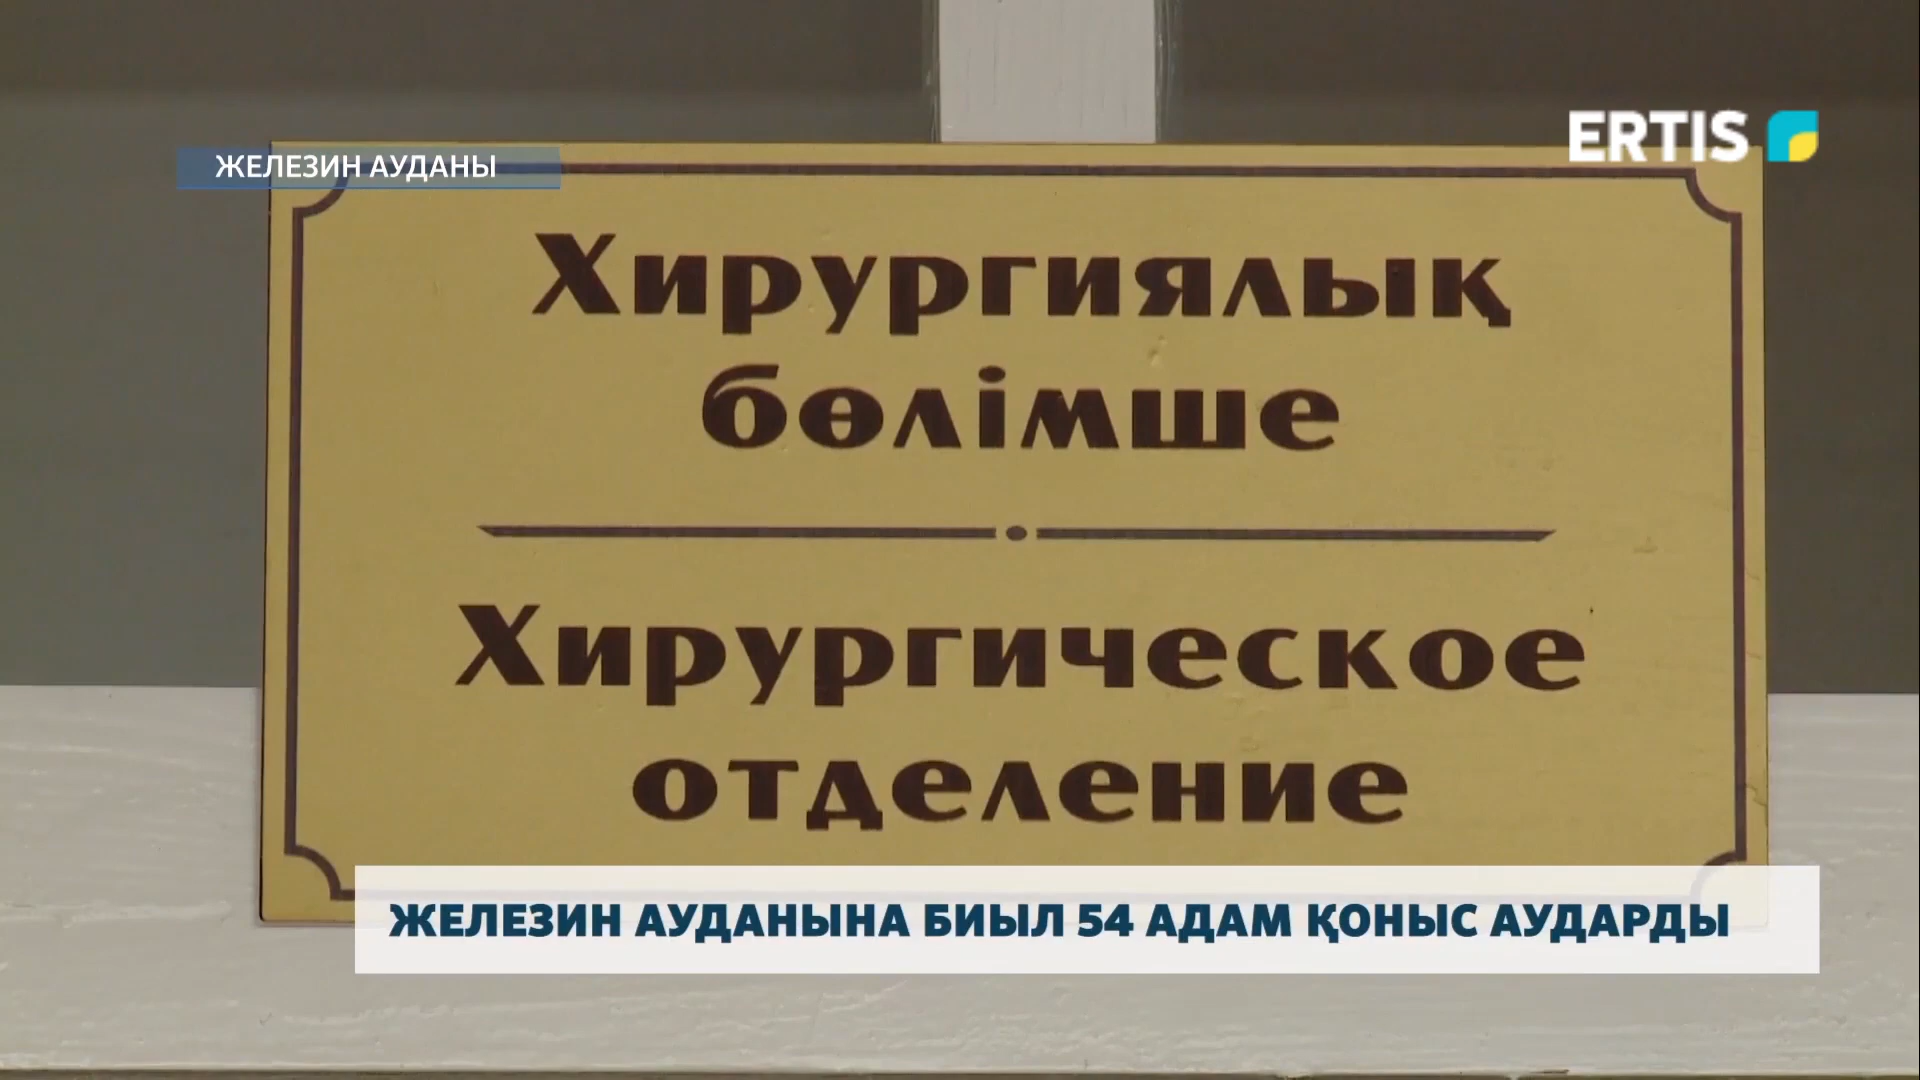 ERTIS
ЖЕЛЕЗИН АУДАНЫ
Хирургиялық
бөлімше
Хирургическое
отделение
ЖЕЛЕЗИН АУДАНЫНА БИЫЛ 54 АДАМ ҚОНЫС АУДАРДЫ